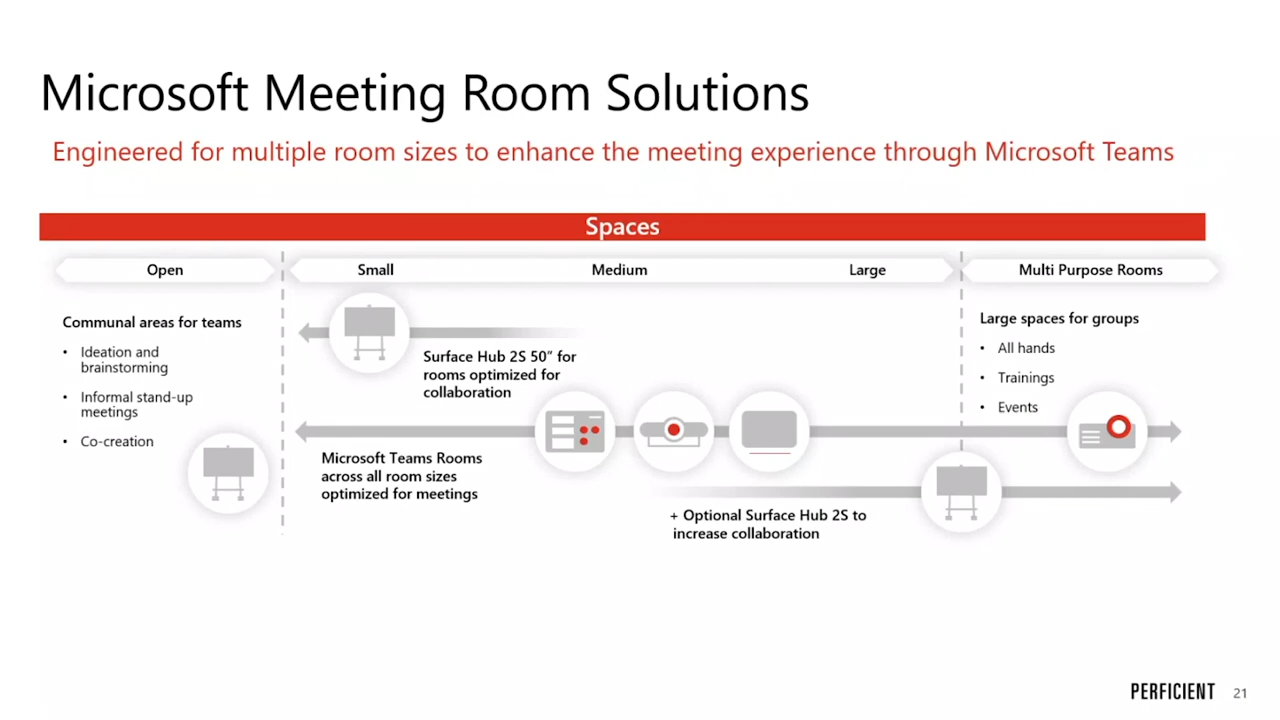 Microsoft Meeting Room Solutions
Engineered for multiple room sizes to enhance the meeting experience through Microsoft Teams
Spaces
Open
Small
Medium
Large
Multi Purpose Rooms
Communal areas for teams
• Ideation and
brainstorming
• Informal stand-up
meetings
• Co-creation
Surface Hub 2S 50" for
rooms optimized for
collaboration
Microsoft Teams Rooms
across all room sizes
optimized for meetings
+ Optional Surface Hub 2S to
increase collaboration
Large spaces for groups
• All hands
• Trainings
• Events
PERFICIENT
21